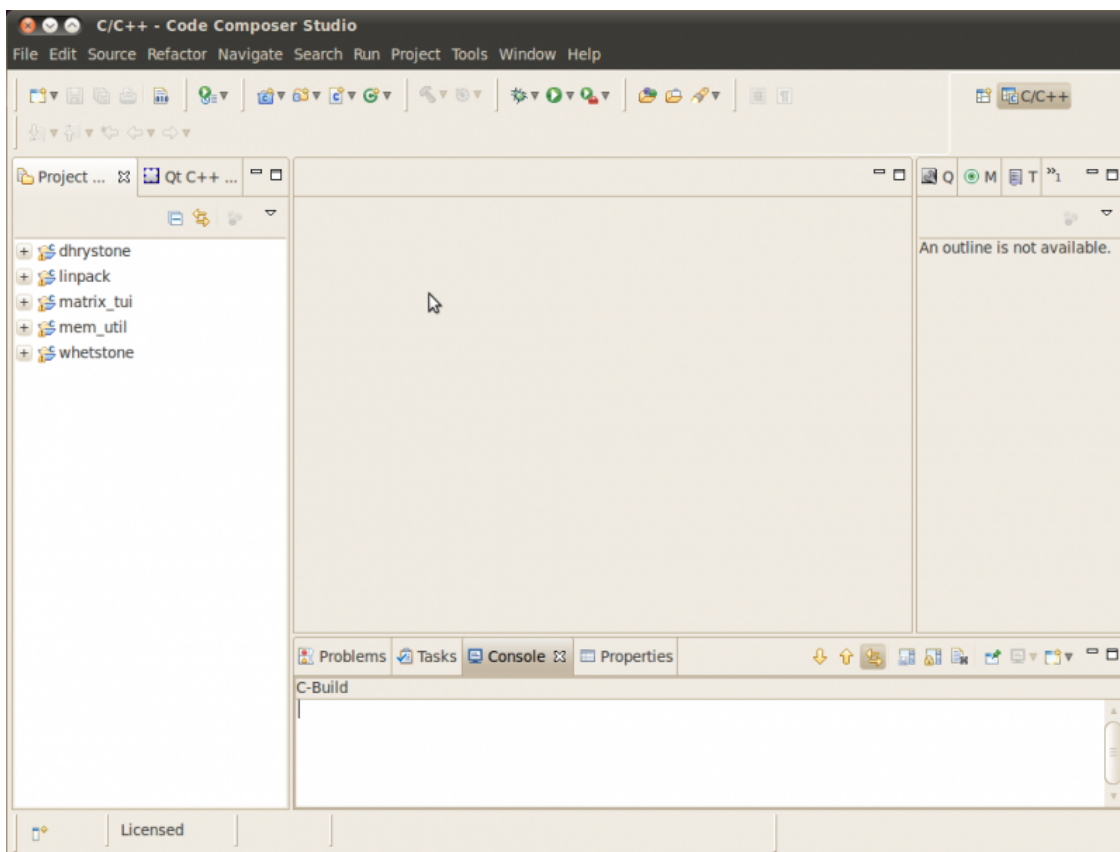 C/C++ - Code Composer Studio
File Edit Source Refactor Navigate Search Run Project Tools Window Help
C/C++
Project ... Qt C++ ...
Q M T »1
An outline is not available.
dhrystone
linpack
matrix_tui
mem_util
whetstone
Problems Tasks Console Properties
C-Build
Licensed